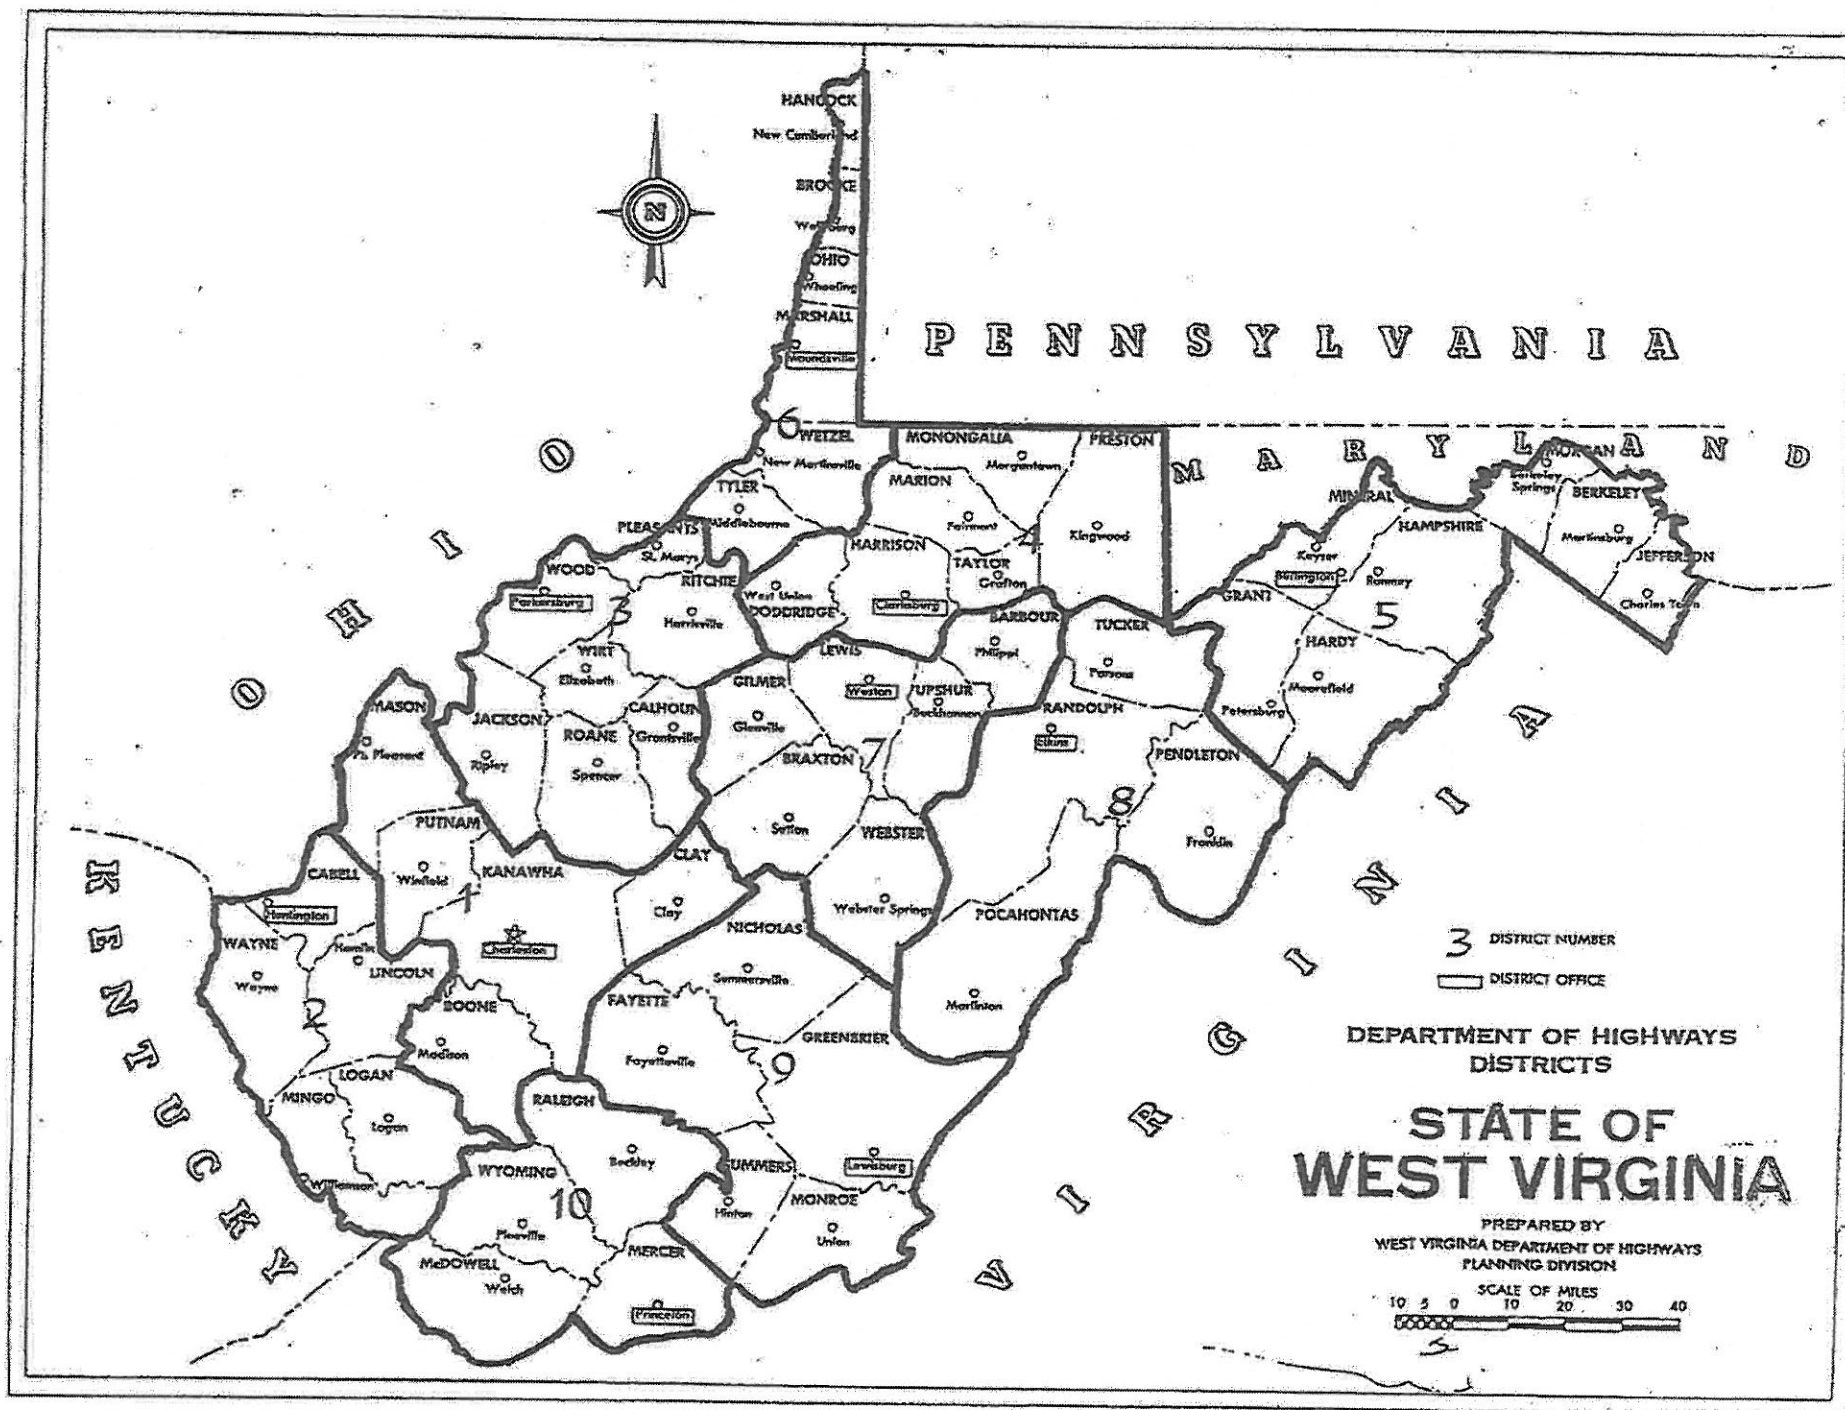 HANCOCK
New Cumberland
BROOKE
Wellsburg
OHIO
Wheeling
MARSHALL
Moundsville
PENNSYLVANIA
6
WETZEL
New Martinsville
MONONGALIA
Morgantown
PRESTON
MARYLAND
MORGAN
Berkeley
Springs
BERKELEY
Martinsburg
JEFFERSON
Charles Town
MINERAL
HAMPSHIRE
Keyser
Burlington
Romney
GRANT
5
HARDY
Moorefield
Petersburg
TYLER
Middlebourne
MARION
Fairmont
4
Kingwood
PLEASANTS
St. Marys
HARRISON
TAYLOR
Grafton
WOOD
Parkersburg
3
RITCHIE
Harrisville
West Union
DODDRIDGE
Clarksburg
BARBOUR
Philippi
TUCKER
Parsons
WIRT
Elizabeth
LEWIS
Weston
GILMER
Glenville
UPSHUR
Buckhannon
RANDOLPH
Elkins
OHIO
MASON
Pt. Pleasant
JACKSON
Ripley
CALHOUN
Grantsville
ROANE
Spencer
BRAXTON
7
Sutton
PENDLETON
8
Franklin
PUTNAM
Winfield
KANAWHA
1
Charleston
CLAY
Clay
WEBSTER
Webster Springs
POCAHONTAS
Marlinton
KENTUCKY
CABELL
Huntington
WAYNE
Wayne
Hamlin
LINCOLN
2
BOONE
Madison
NICHOLAS
Summersville
FAYETTE
Fayetteville
GREENBRIER
9
Lewisburg
LOGAN
Logan
MINGO
Williamson
RALEIGH
Beckley
SUMMERS
Hinton
MONROE
Union
WYOMING
10
Pineville
McDOWELL
Welch
MERCER
Princeton
VIRGINIA
3 DISTRICT NUMBER
DISTRICT OFFICE
DEPARTMENT OF HIGHWAYS
DISTRICTS
STATE OF
WEST VIRGINIA
PREPARED BY
WEST VIRGINIA DEPARTMENT OF HIGHWAYS
PLANNING DIVISION
SCALE OF MILES
10 5 0 10 20 30 40
N